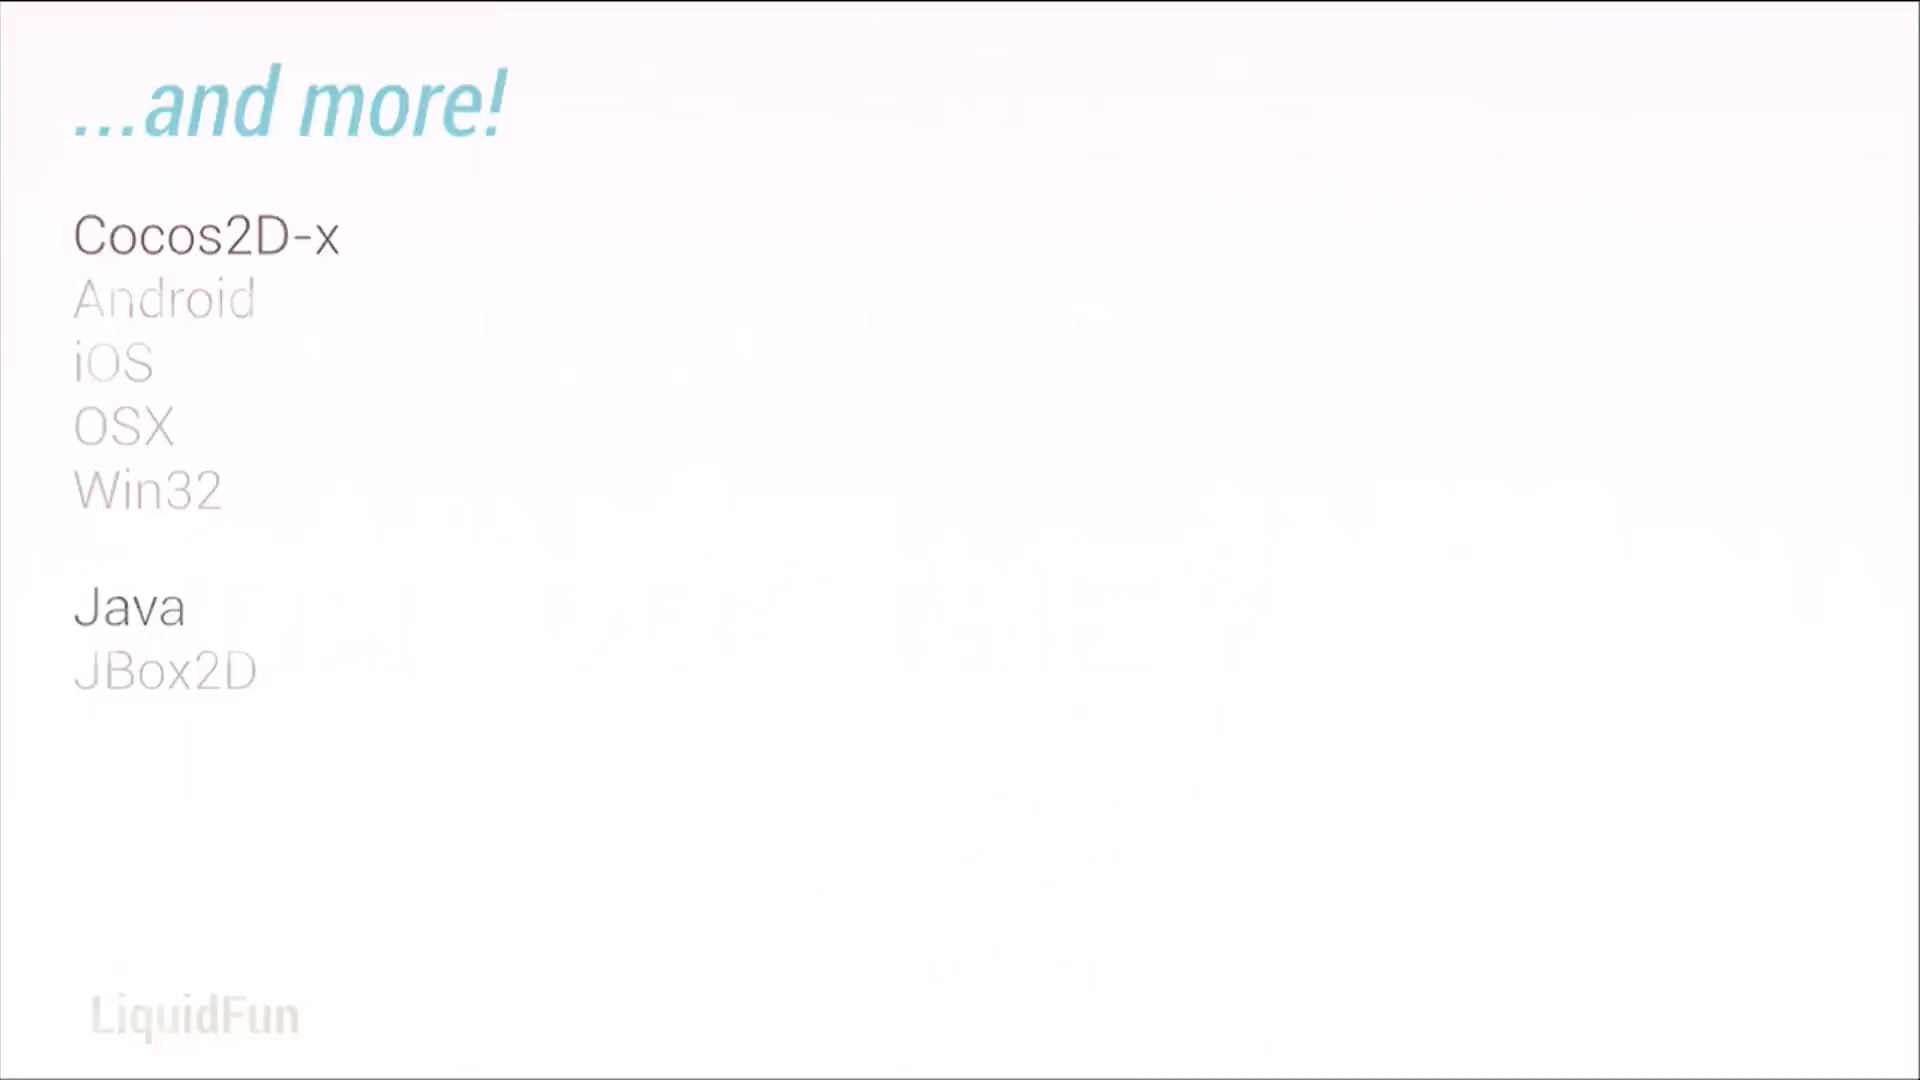 ...and more!
Cocos2D-x
Android
iOS
OSX
Win32
Java
JBox2D
LiquidFun